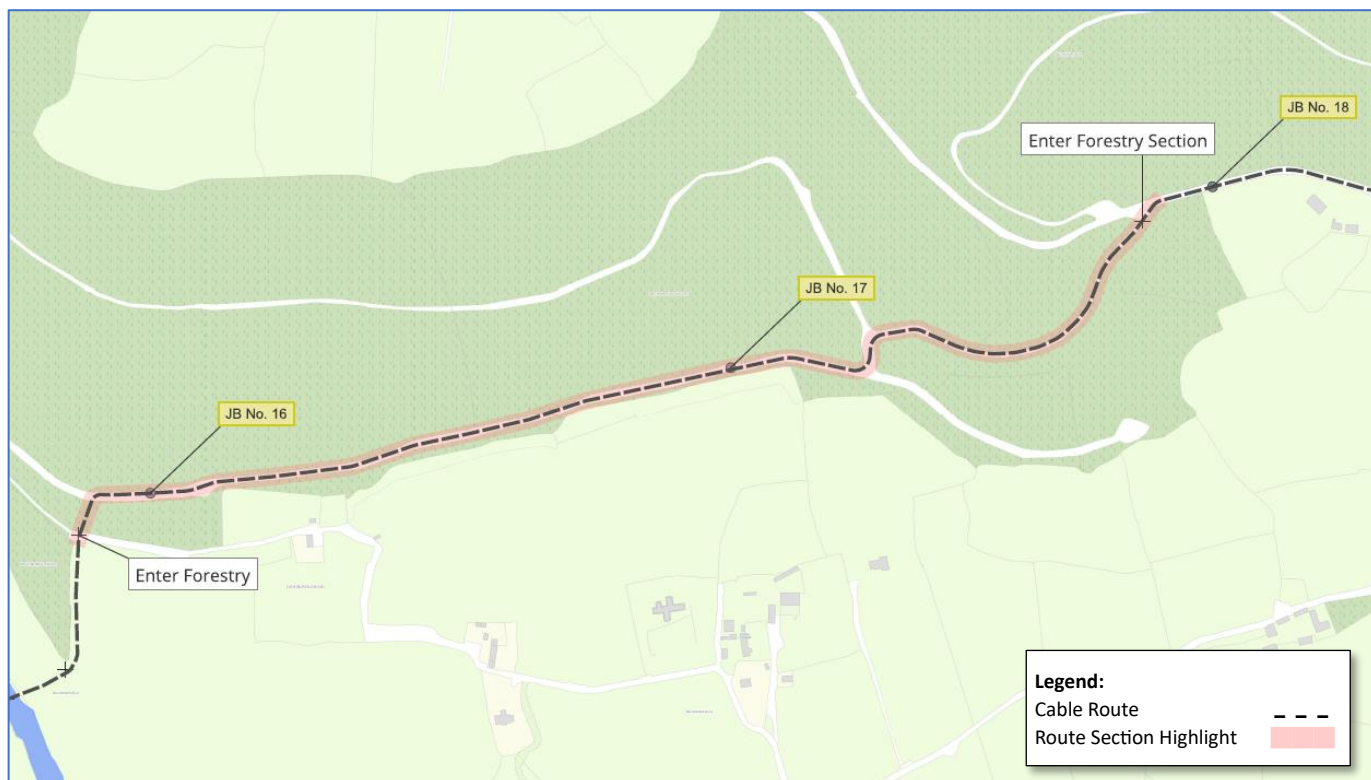 JB No. 18
Enter Forestry Section
JB No. 17
JB No. 16
Enter Forestry
Legend:
Cable Route
Route Section Highlight